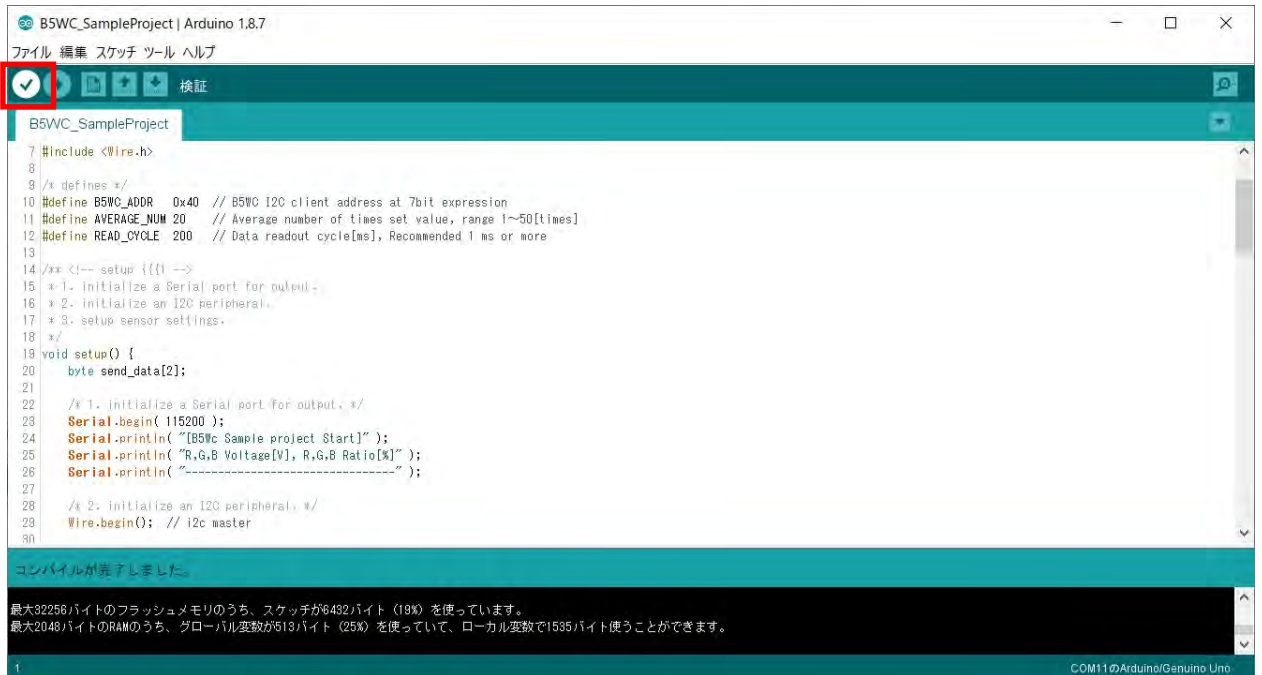 B5WC_SampleProject | Arduino 1.8.7
ファイル 編集 スケッチ ツール ヘルプ
検証
B5WC_SampleProject
7 #include <Wire.h>
8
9 /* defines */
10 #define B5WC_ADDR   0x40  // B5WC I2C client address at 7bit expression
11 #define AVERAGE_NUM 20    // Average number of times set value, range 1~50[times]
12 #define READ_CYCLE  200   // Data readout cycle[ms], Recommended 1 ms or more
13
14 /** <!-- setup {{{1 -->
15  * 1. initialize a Serial port for output.
16  * 2. initialize an I2C peripheral.
17  * 3. setup sensor settings.
18  */
19 void setup() {
20     byte send_data[2];
21
22     /* 1. initialize a Serial port for output. */
23     Serial.begin( 115200 );
24     Serial.println( "[B5Wc Sample project Start]" );
25     Serial.println( "R,G,B Voltage[V], R,G,B Ratio[%]" );
26     Serial.println( "--------------------------------" );
27
28     /* 2. initialize an I2C peripheral. */
29     Wire.begin();  // i2c master
30
コンパイルが完了しました。
最大32256バイトのフラッシュメモリのうち、スケッチが6432バイト（19%）を使っています。
最大2048バイトのRAMのうち、グローバル変数が513バイト（25%）を使っていて、ローカル変数で1535バイト使うことができます。
1
COM11のArduino/Genuino Uno